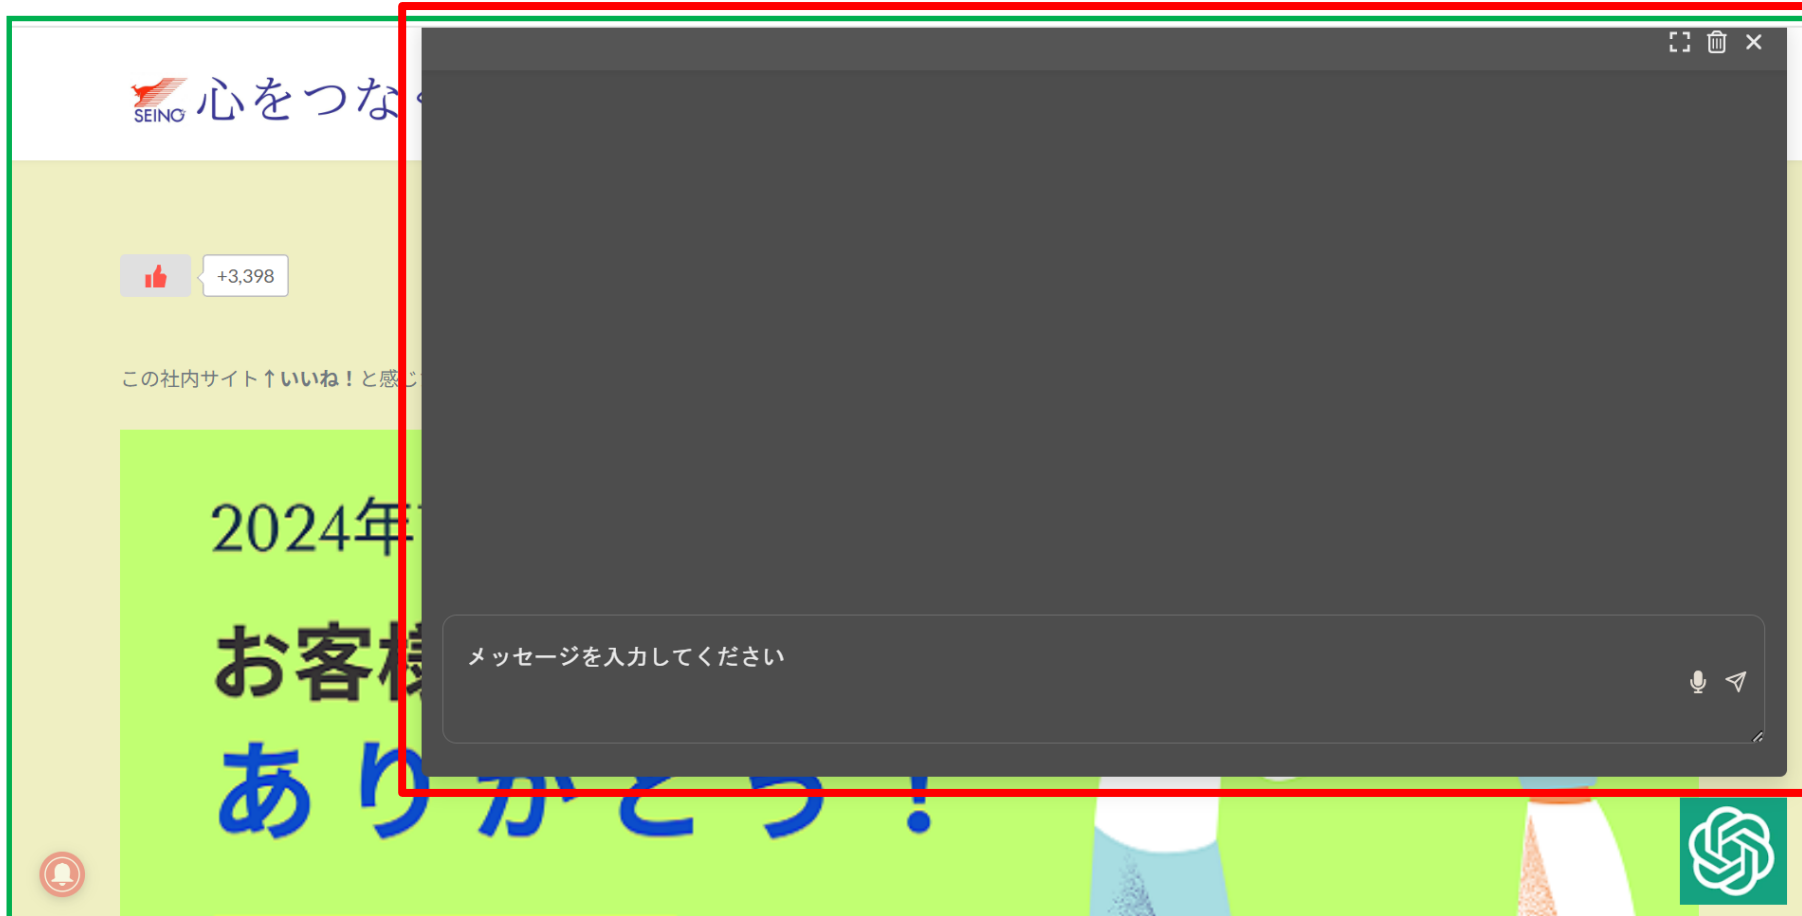 SEINO 心をつな
+3,398
この社内サイト↑いいね！と感じ
2024年
お客様
ありがとう！
メッセージを入力してください